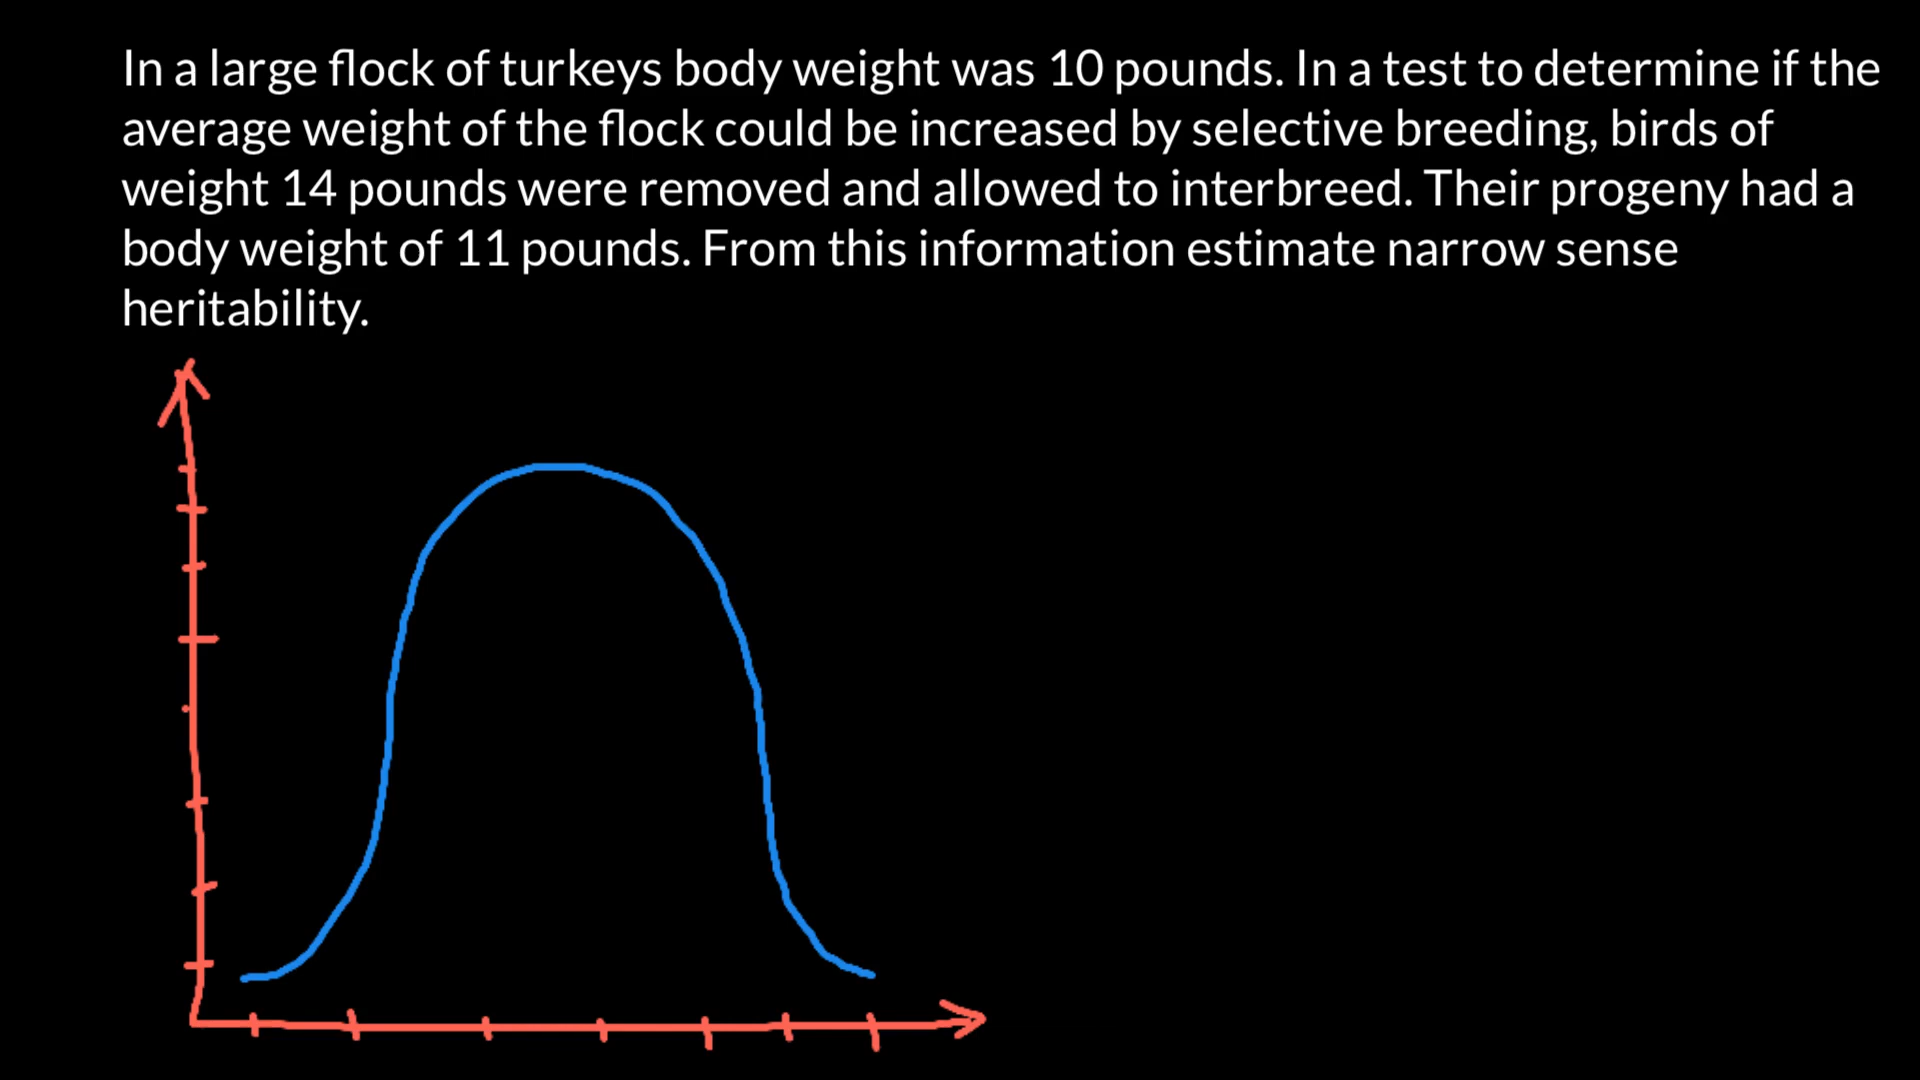 In a large flock of turkeys body weight was 10 pounds. In a test to determine if the
average weight of the flock could be increased by selective breeding, birds of
weight 14 pounds were removed and allowed to interbreed. Their progeny had a
body weight of 11 pounds. From this information estimate narrow sense
heritability.